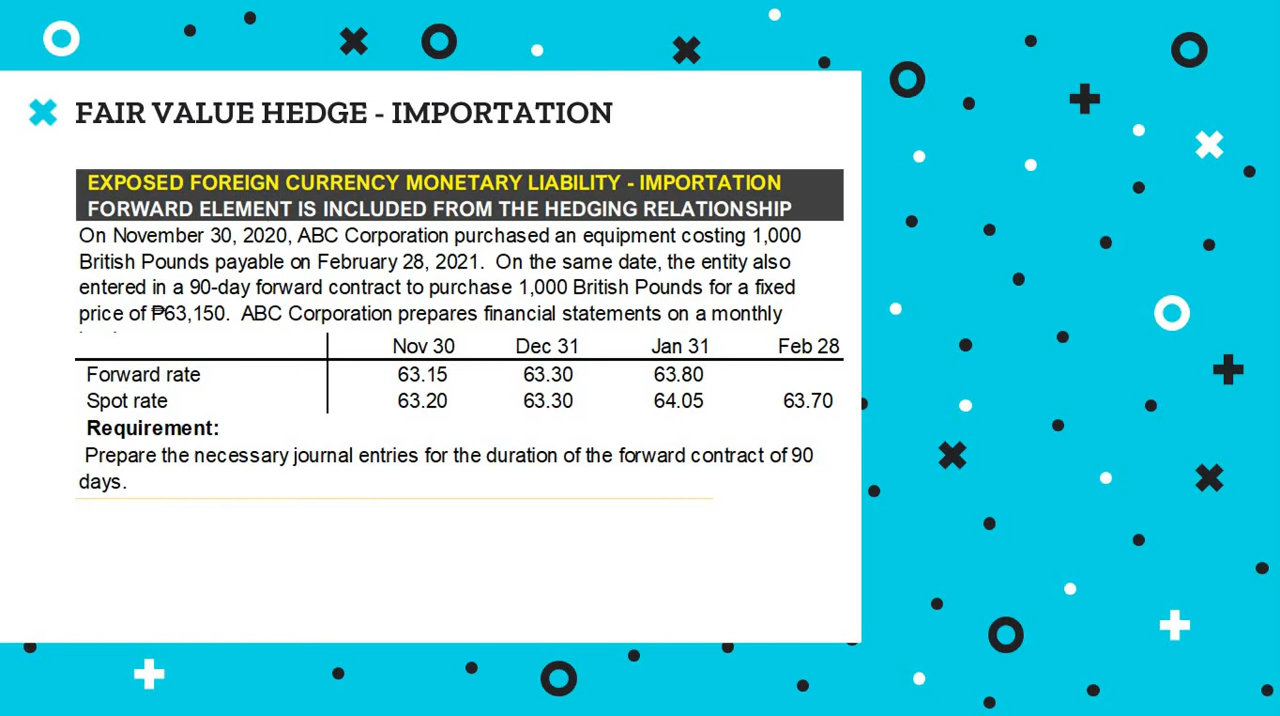 FAIR VALUE HEDGE - IMPORTATION
EXPOSED FOREIGN CURRENCY MONETARY LIABILITY - IMPORTATION
FORWARD ELEMENT IS INCLUDED FROM THE HEDGING RELATIONSHIP
On November 30, 2020, ABC Corporation purchased an equipment costing 1,000
British Pounds payable on February 28, 2021. On the same date, the entity also
entered in a 90-day forward contract to purchase 1,000 British Pounds for a fixed
price of ₱63,150. ABC Corporation prepares financial statements on a monthly
Nov 30 Dec 31 Jan 31 Feb 28
Forward rate 63.15 63.30 63.80
Spot rate 63.20 63.30 64.05 63.70
Requirement:
Prepare the necessary journal entries for the duration of the forward contract of 90
days.